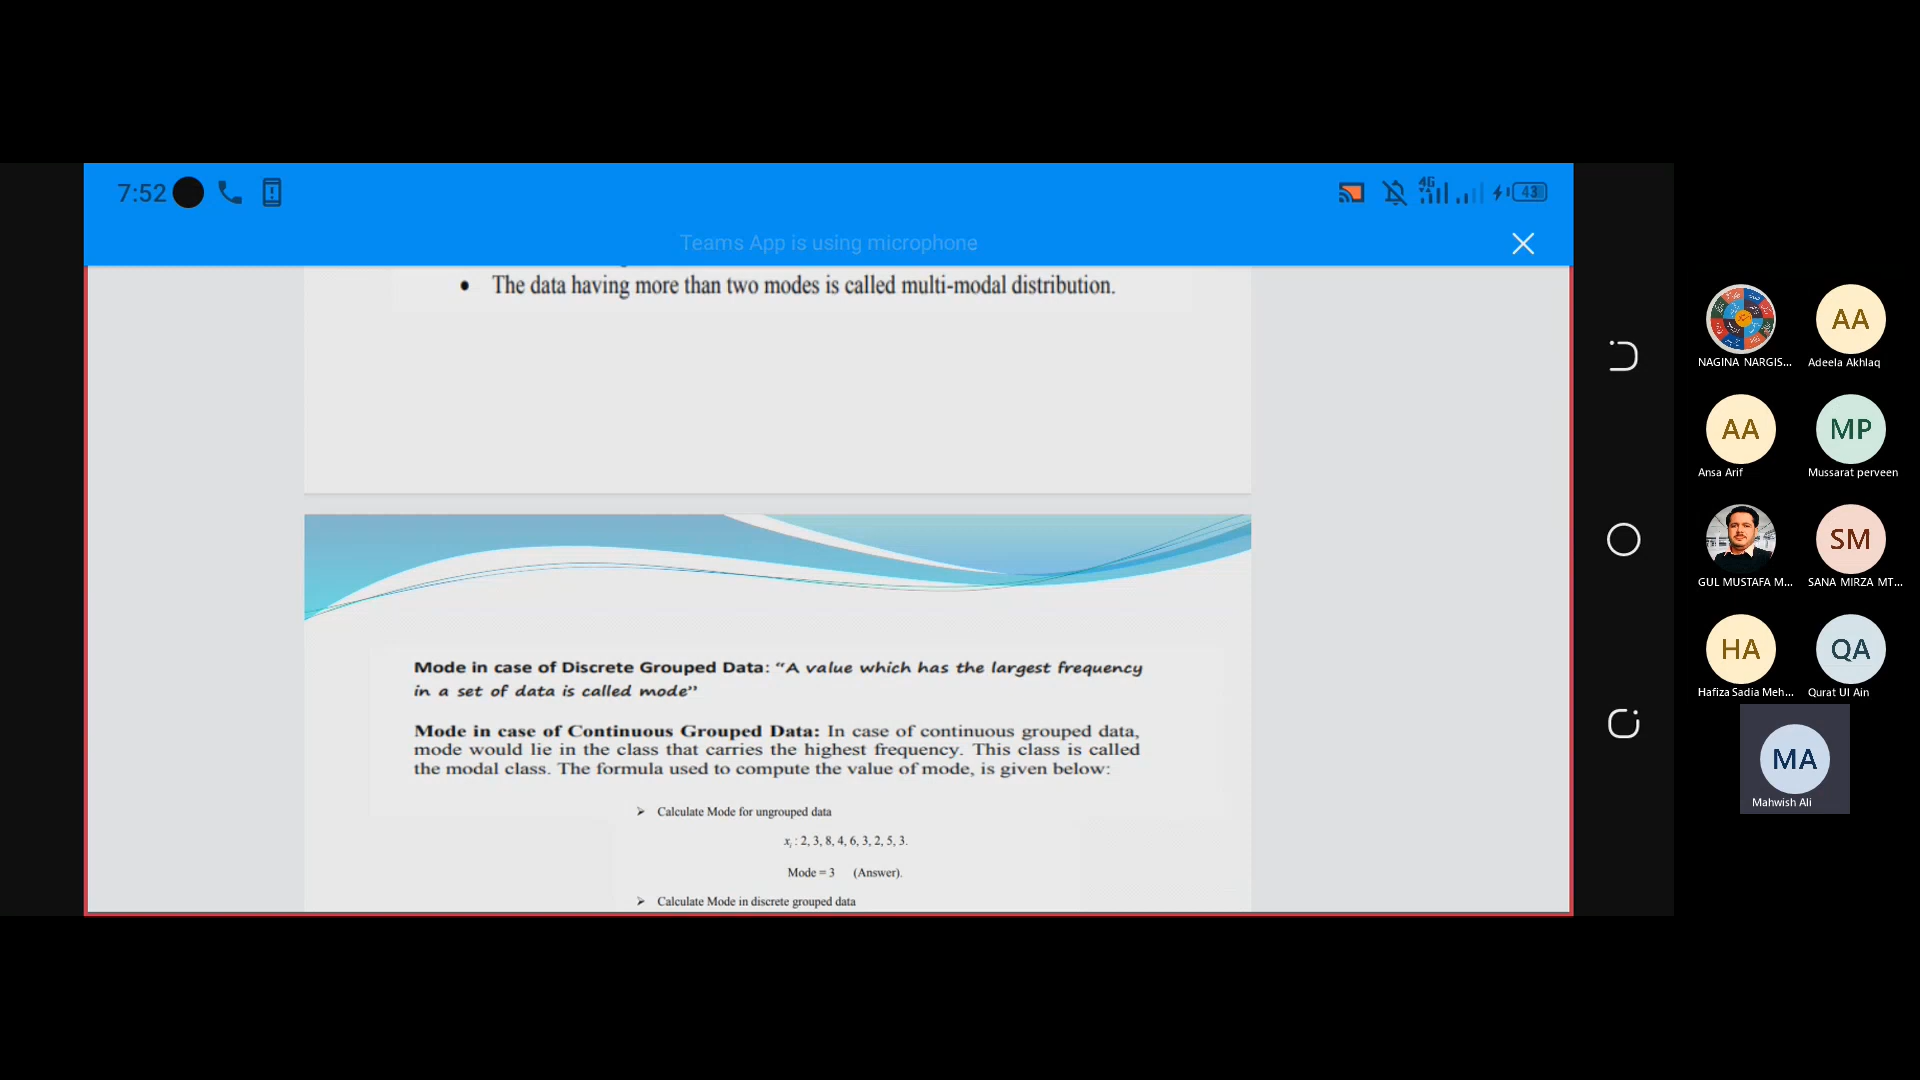 7:52
4G
43
Teams App is using microphone
• The data having more than two modes is called multi-modal distribution.
Mode in case of Discrete Grouped Data: “A value which has the largest frequency
in a set of data is called mode”
Mode in case of Continuous Grouped Data: In case of continuous grouped data,
mode would lie in the class that carries the highest frequency. This class is called
the modal class. The formula used to compute the value of mode, is given below:
➢ Calculate Mode for ungrouped data
xᵢ : 2, 3, 8, 4, 6, 3, 2, 5, 3.
Mode = 3 (Answer).
➢ Calculate Mode in discrete grouped data
NAGINA NARGIS...
AA
Adeela Akhlaq
AA
Ansa Arif
MP
Mussarat perveen
GUL MUSTAFA M...
SM
SANA MIRZA MT...
HA
Hafiza Sadia Meh...
QA
Qurat Ul Ain
MA
Mahwish Ali